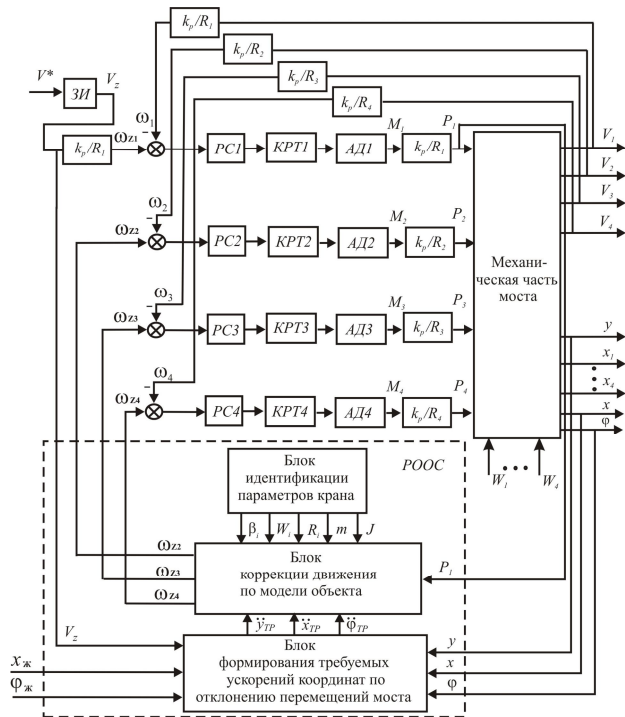 k_p/R_1
k_p/R_2
k_p/R_3
k_p/R_4
V* ЗИ V_z
ω_1
k_p/R_1 ω_Z1 - РС1 КРТ1 АД1 M_1 k_p/R_1 P_1
V_1
V_2
V_3
V_4
ω_2
ω_Z2 - РС2 КРТ2 АД2 M_2 k_p/R_2 P_2
Механи-
ческая часть
моста
ω_3
ω_Z3 - РС3 КРТ3 АД3 M_3 k_p/R_3 P_3
y
x_1
x_4
x
φ
ω_4
ω_Z4 - РС4 КРТ4 АД4 M_4 k_p/R_4 P_4
W_1 ••• W_4
РООС
Блок
идентификации
параметров крана
β_i W_i R_i m J
ω_Z2
ω_Z3
ω_Z4
Блок
коррекции движения
по модели объекта
P_1
ÿ_ТР ẍ_ТР φ̈_ТР
V_z
x_ж
φ_ж
Блок
формирования требуемых
ускорений координат по
отклонению перемещений моста
y
x
φ